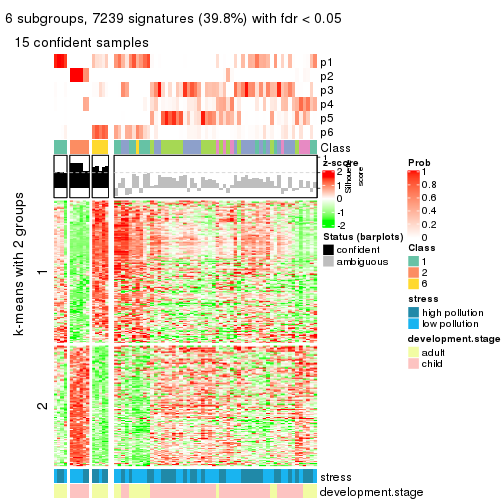 6 subgroups, 7239 signatures (39.8%) with fdr < 0.05
15 confident samples
p1
p2
p3
p4
p5
p6
Class
1
Silhouette
score
z-score
2
1
0
-1
-2
Status (barplots)
confident
ambiguous
Prob
1
0.8
0.6
0.4
0.2
0
Class
1
2
6
stress
high pollution
low pollution
development.stage
adult
child
k-means with 2 groups
1
2
stress
development.stage